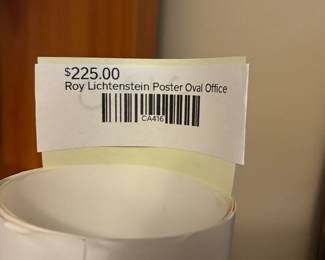 $225.00
Roy Lichtenstein Poster Oval Office
CA416